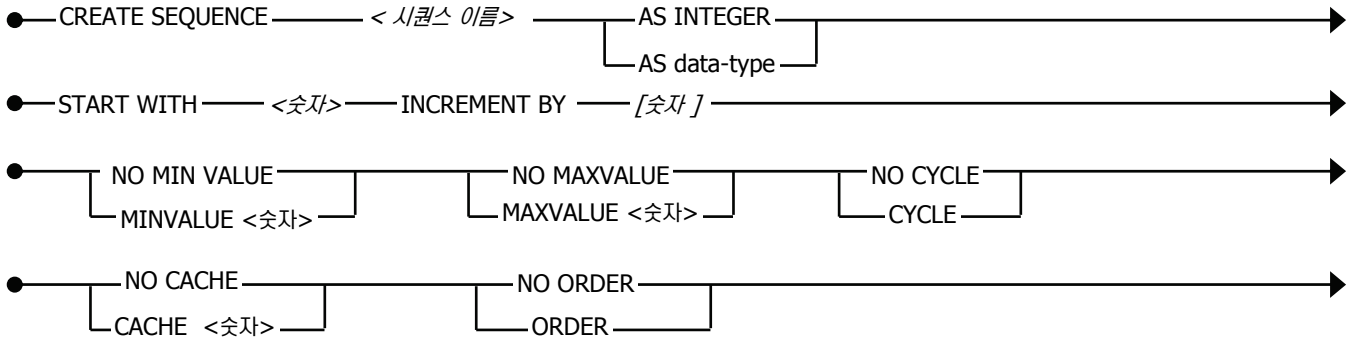 CREATE SEQUENCE < 시퀀스 이름> AS INTEGER
AS data-type
START WITH <숫자> INCREMENT BY [숫자 ]
NO MIN VALUE NO MAXVALUE NO CYCLE
MINVALUE <숫자> MAXVALUE <숫자> CYCLE
NO CACHE NO ORDER
CACHE <숫자> ORDER